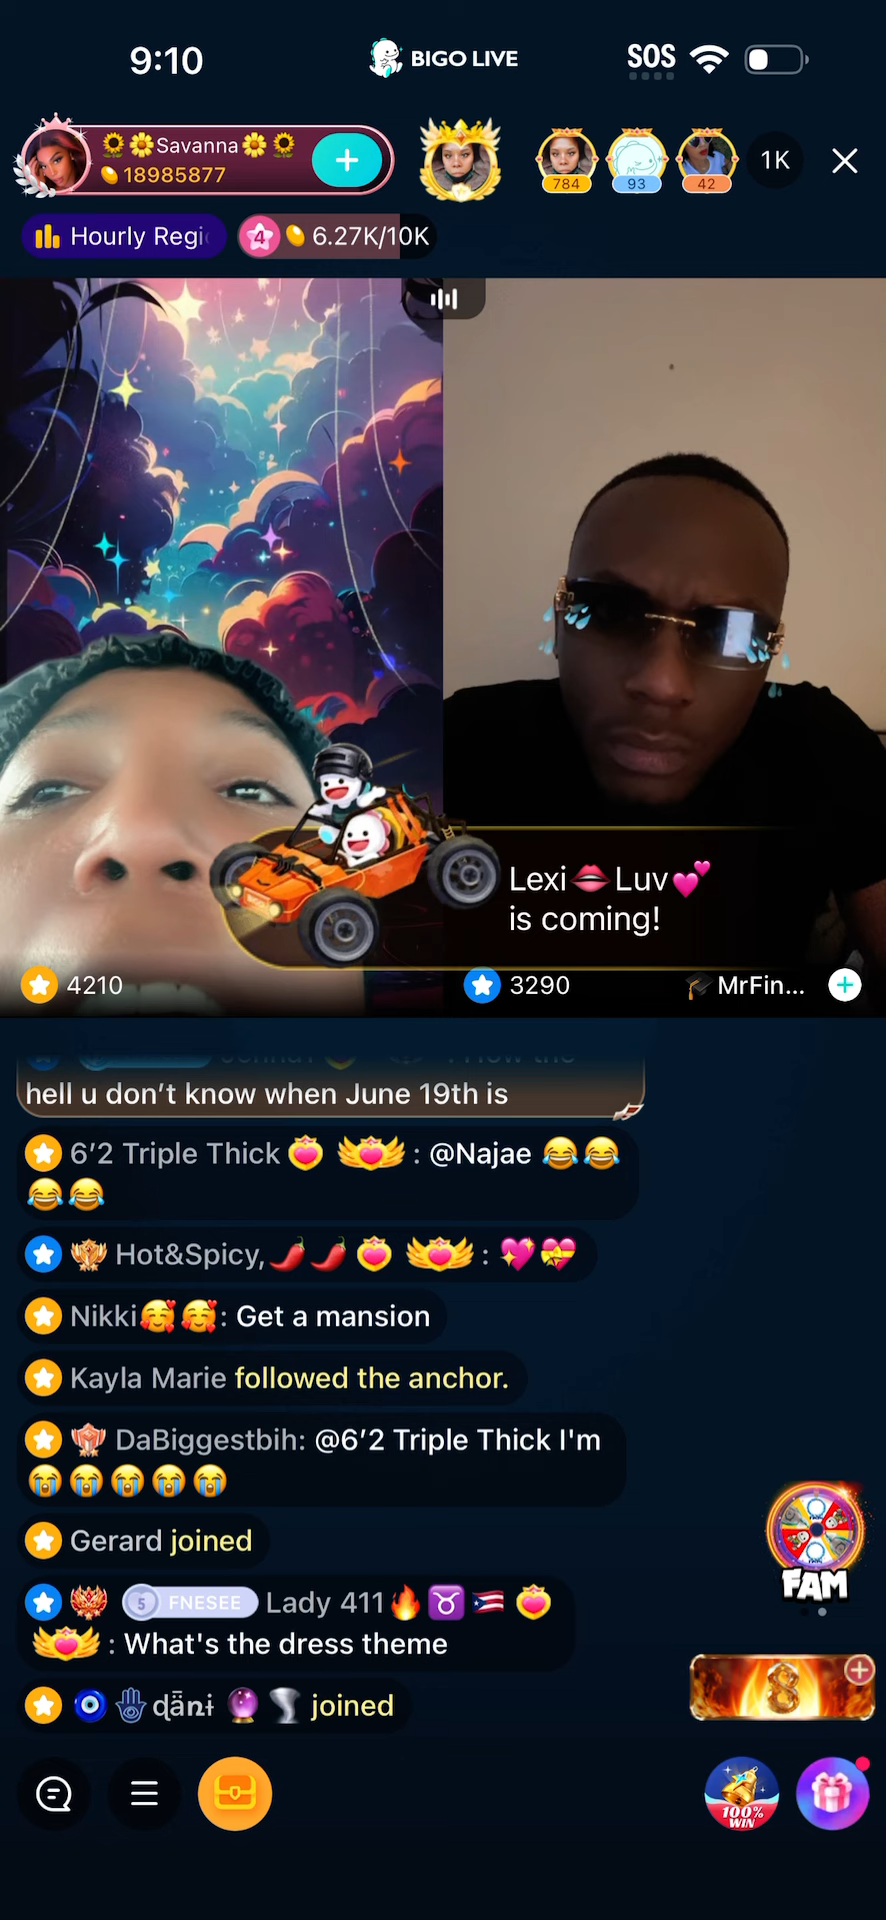 9:10 BIGO LIVE SOS
🌻🌼Savanna🌼🌻
18985877
784 93 42 1K
Hourly Regi 4 6.27K/10K
Lexi👄Luv💕
is coming!
4210 3290 🎓MrFin...
hell u don’t know when June 19th is
6’2 Triple Thick : @Najae 😂😂
😂😂
Hot&Spicy,🌶️🌶️ : 💖💝
Nikki🥰🥰: Get a mansion
Kayla Marie followed the anchor.
DaBiggestbih: @6’2 Triple Thick I'm
😭😭😭😭😭
Gerard joined
5 FNESEE Lady 411🔥♉🇵🇷
: What's the dress theme
🧿🪬ɖǟռɨ 🔮🌪️ joined
FAM
8
100%
WIN